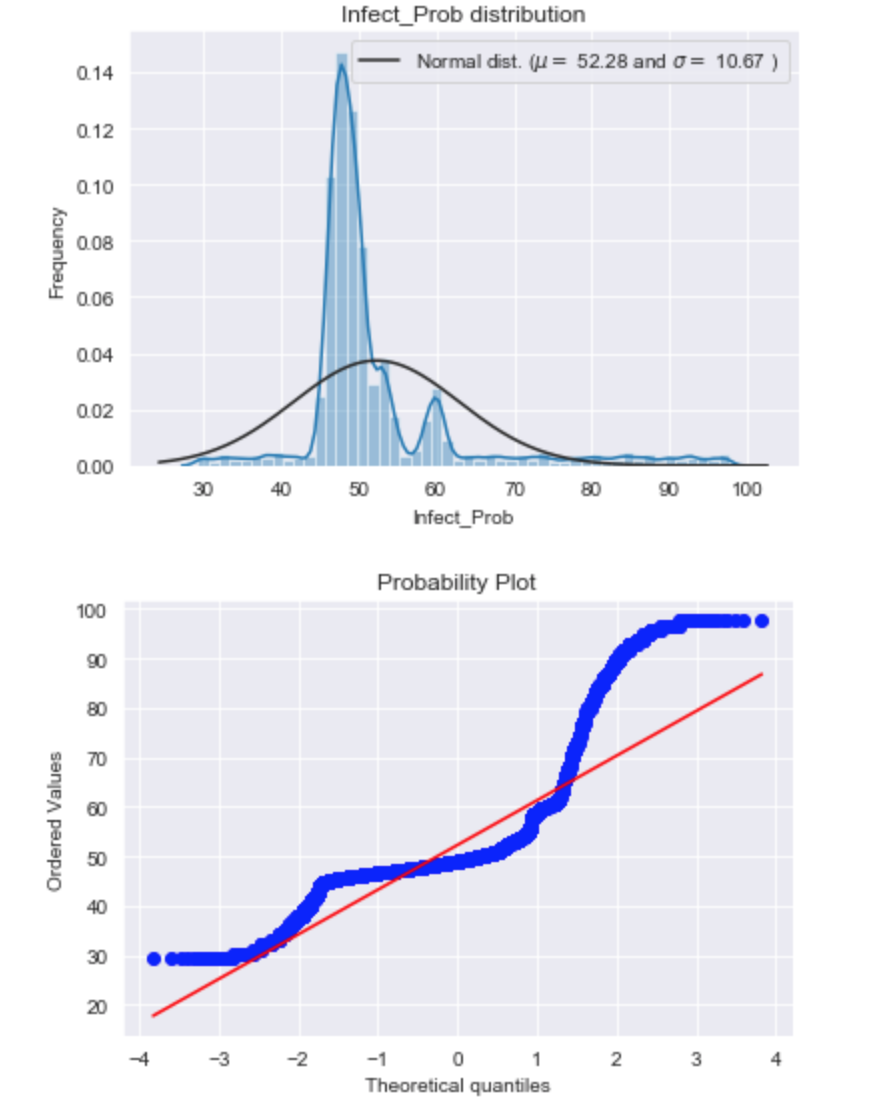 Infect_Prob distribution
Normal dist. (μ = 52.28 and σ = 10.67 )
Frequency
0.14
0.12
0.10
0.08
0.06
0.04
0.02
0.00
30 40 50 60 70 80 90 100
Infect_Prob
Probability Plot
Ordered Values
100
90
80
70
60
50
40
30
20
−4 −3 −2 −1 0 1 2 3 4
Theoretical quantiles